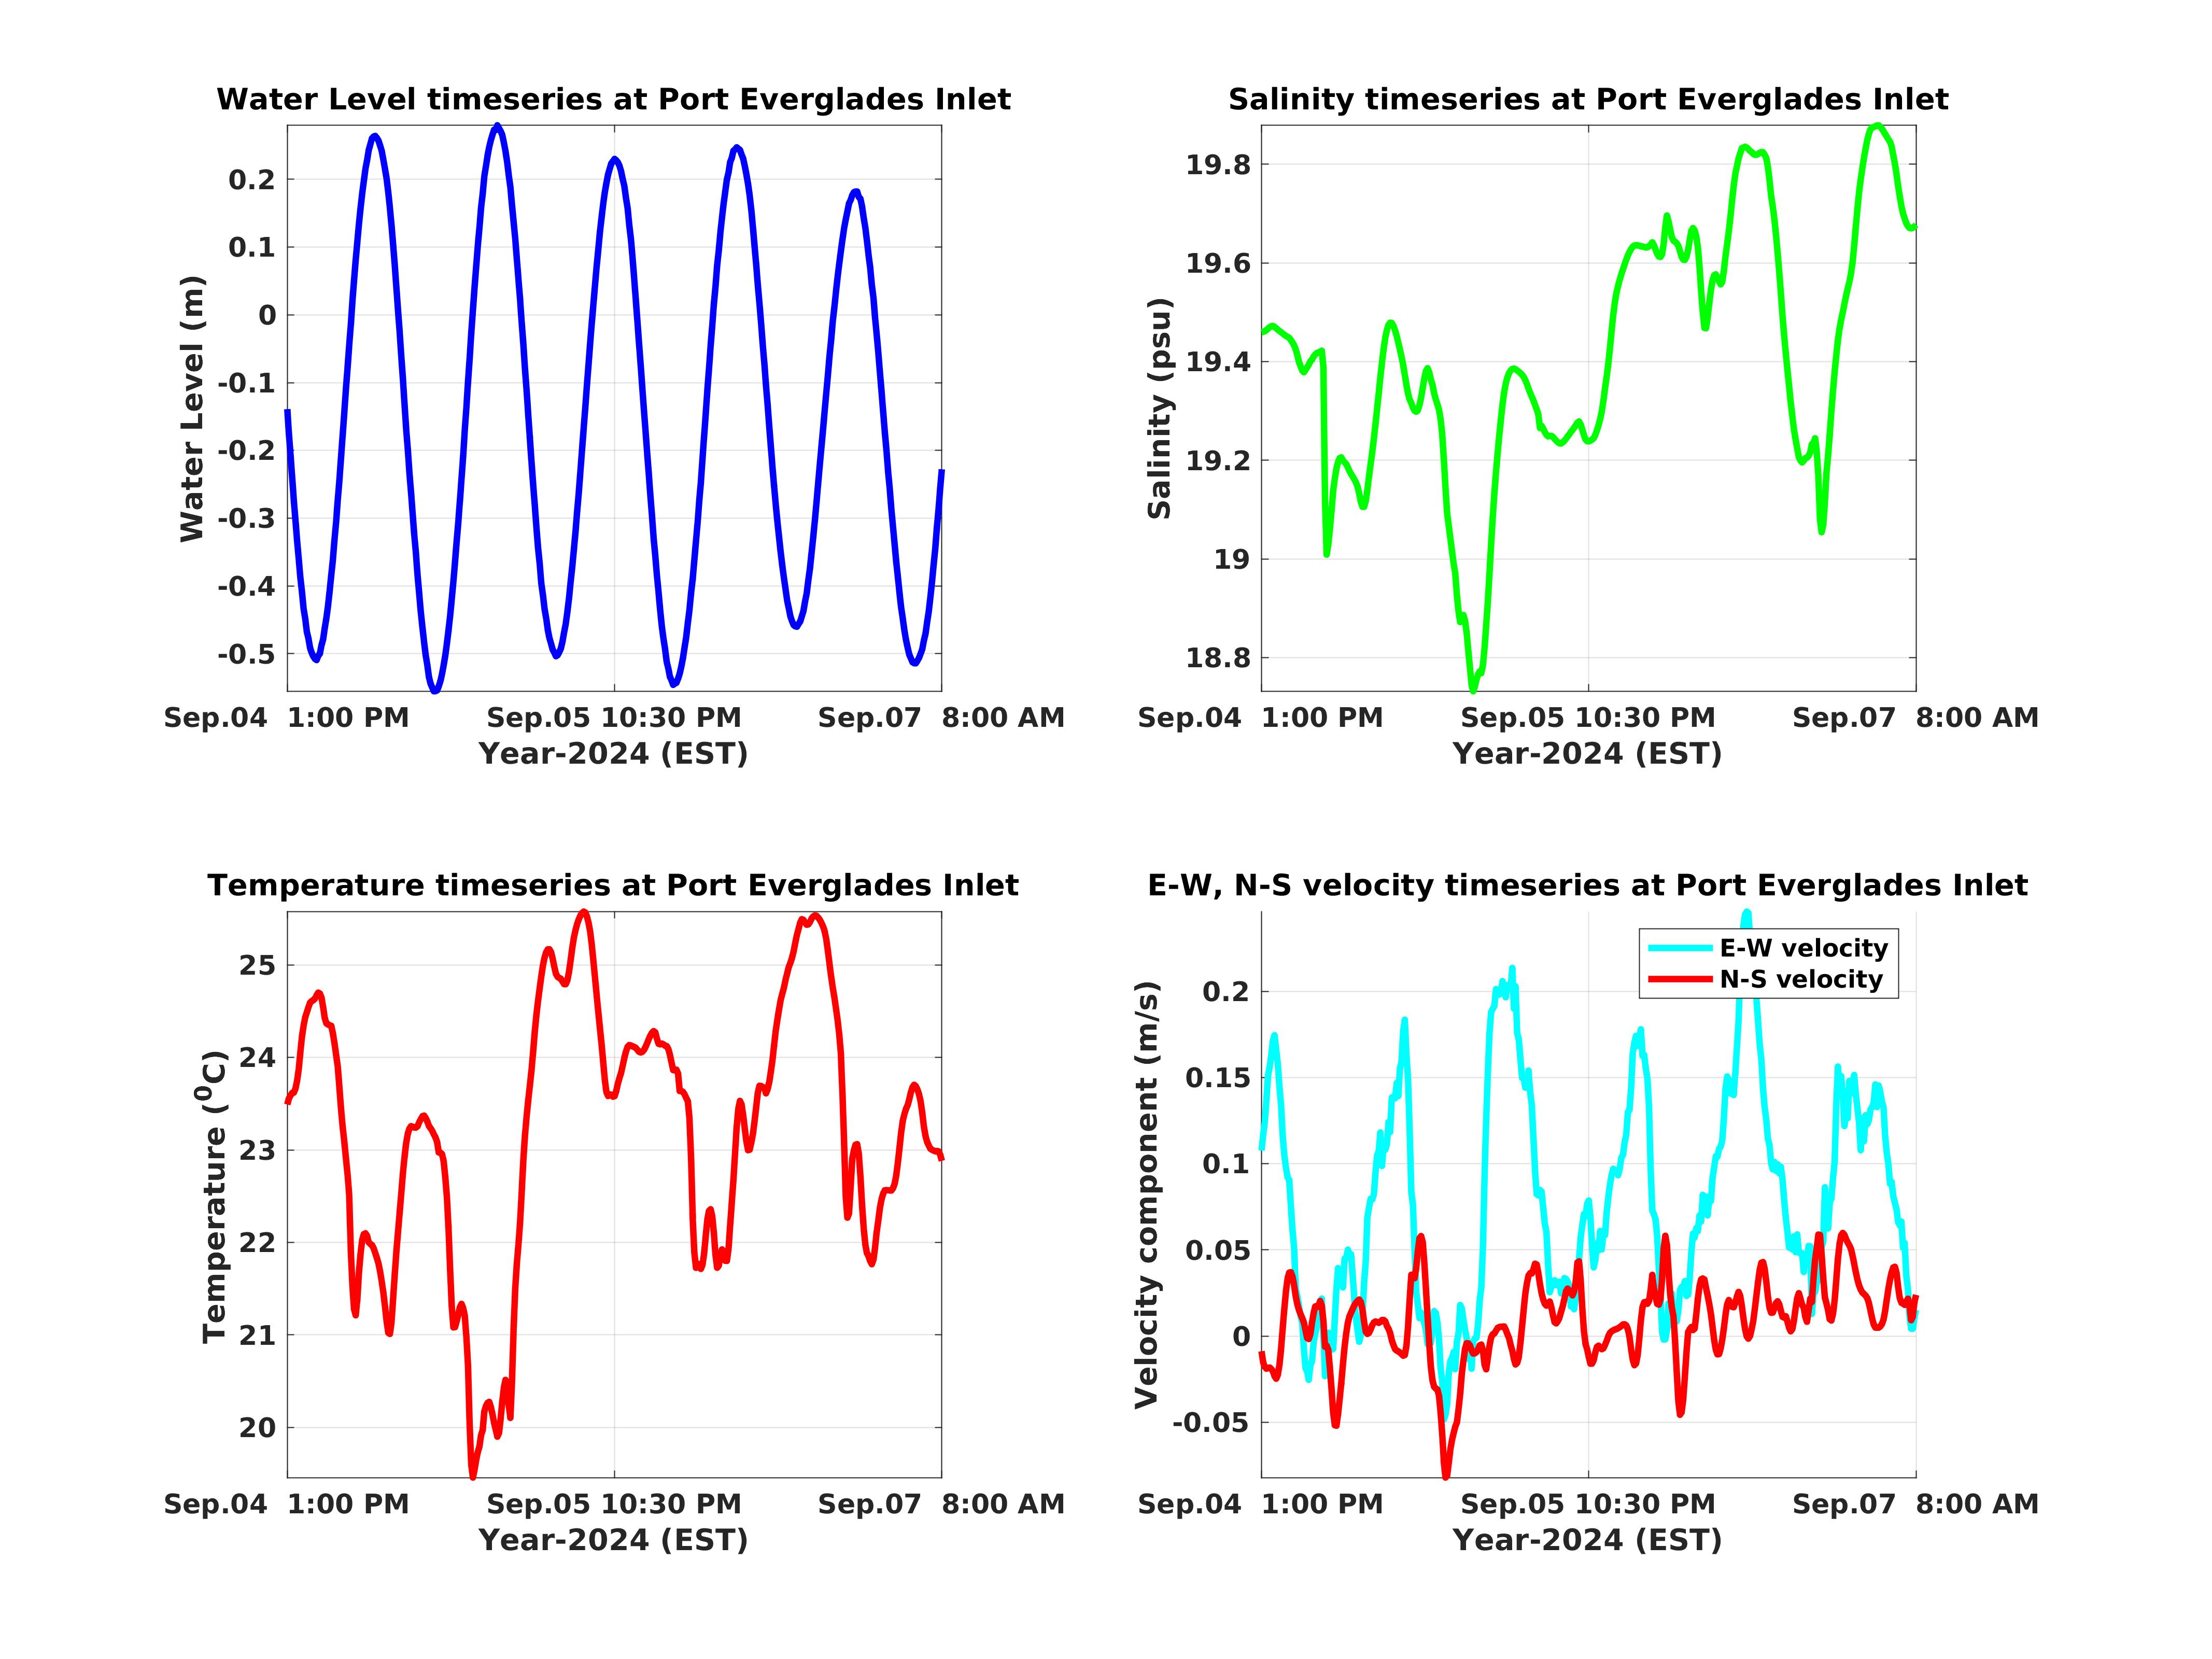 Water Level timeseries at Port Everglades Inlet
Water Level (m)
0.2
0.1
0
-0.1
-0.2
-0.3
-0.4
-0.5
Sep.04 1:00 PM
Sep.05 10:30 PM
Sep.07 8:00 AM
Year-2024 (EST)
Salinity timeseries at Port Everglades Inlet
Salinity (psu)
19.8
19.6
19.4
19.2
19
18.8
Sep.04 1:00 PM
Sep.05 10:30 PM
Sep.07 8:00 AM
Year-2024 (EST)
Temperature timeseries at Port Everglades Inlet
Temperature (⁰C)
25
24
23
22
21
20
Sep.04 1:00 PM
Sep.05 10:30 PM
Sep.07 8:00 AM
Year-2024 (EST)
E-W, N-S velocity timeseries at Port Everglades Inlet
Velocity component (m/s)
0.2
0.15
0.1
0.05
0
-0.05
E-W velocity
N-S velocity
Sep.04 1:00 PM
Sep.05 10:30 PM
Sep.07 8:00 AM
Year-2024 (EST)